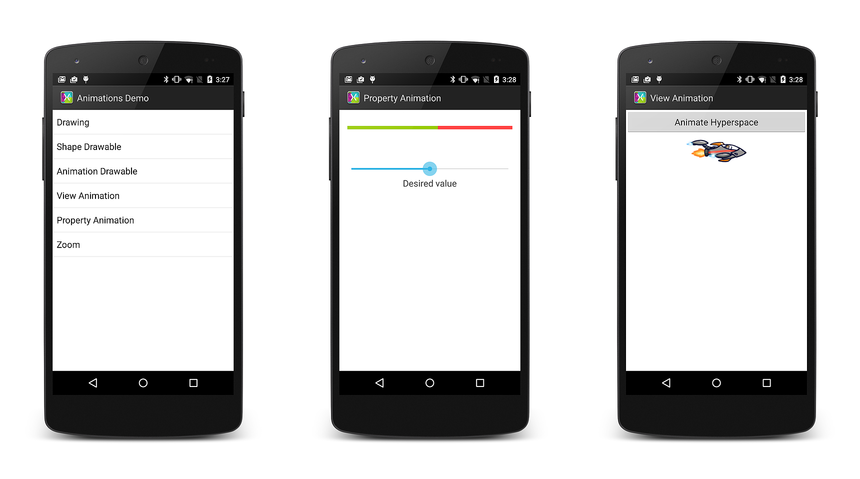 3:27
Animations Demo
Drawing
Shape Drawable
Animation Drawable
View Animation
Property Animation
Zoom
3:28
Property Animation
Desired value
3:28
View Animation
Animate Hyperspace